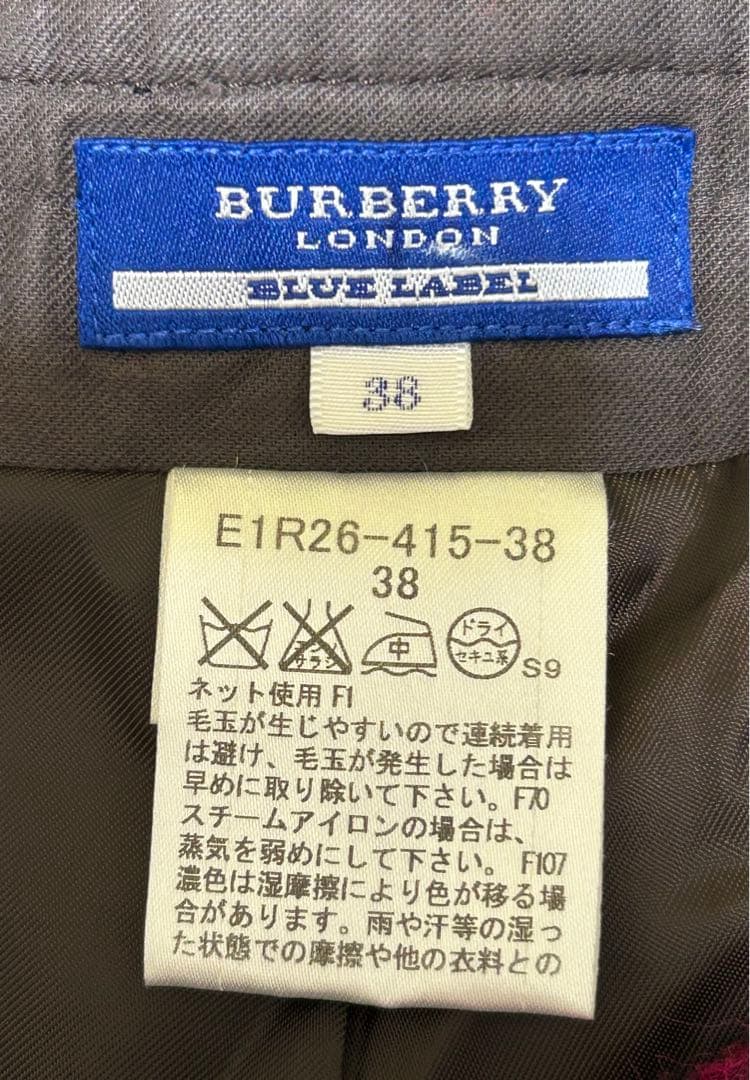 BURBERRY
LONDON
BLUE LABEL
38
E1R26-415-38
38
エンソ
サラシ
中
ドライ
セキユ系
S9
ネット使用 F1
毛玉が生じやすいので連続着用
は避け、毛玉が発生した場合は
早めに取り除いて下さい。F70
スチームアイロンの場合は、
蒸気を弱めにして下さい。 F107
濃色は湿摩擦により色が移る場
合があります。雨や汗等の湿っ
た状態での摩擦や他の衣料との